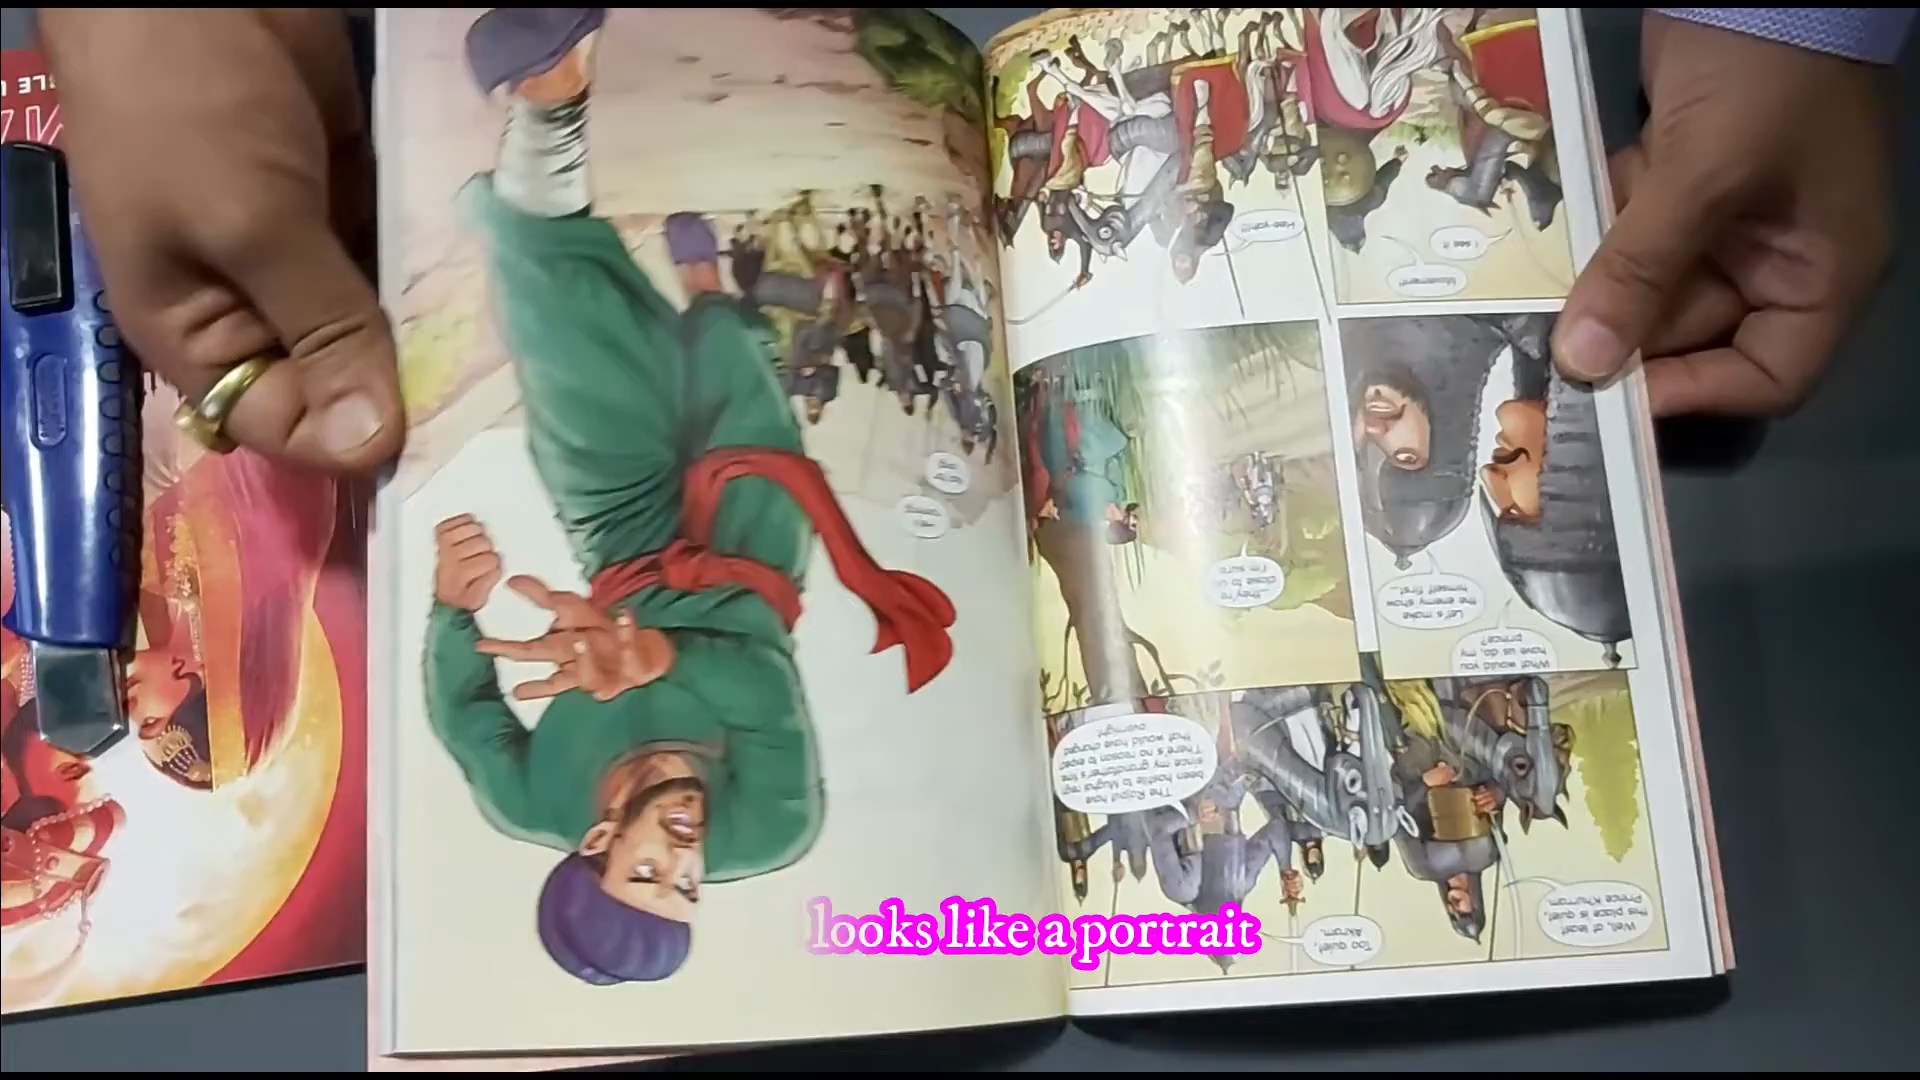 Well, at least
this place is quiet,
Prince Khurram.
Too quiet,
Akram.
The Rajput have
been hostile to Mughal reign
since my grandfather's time.
There's no reason to expect
that would have changed
overnight.
What would you
have us do, my
prince?
Let's make
the enemy show
himself first...
...they're
close to us.
I'm sure.
Movement!
I see it.
Hee-yah!!!
looks like a portrait